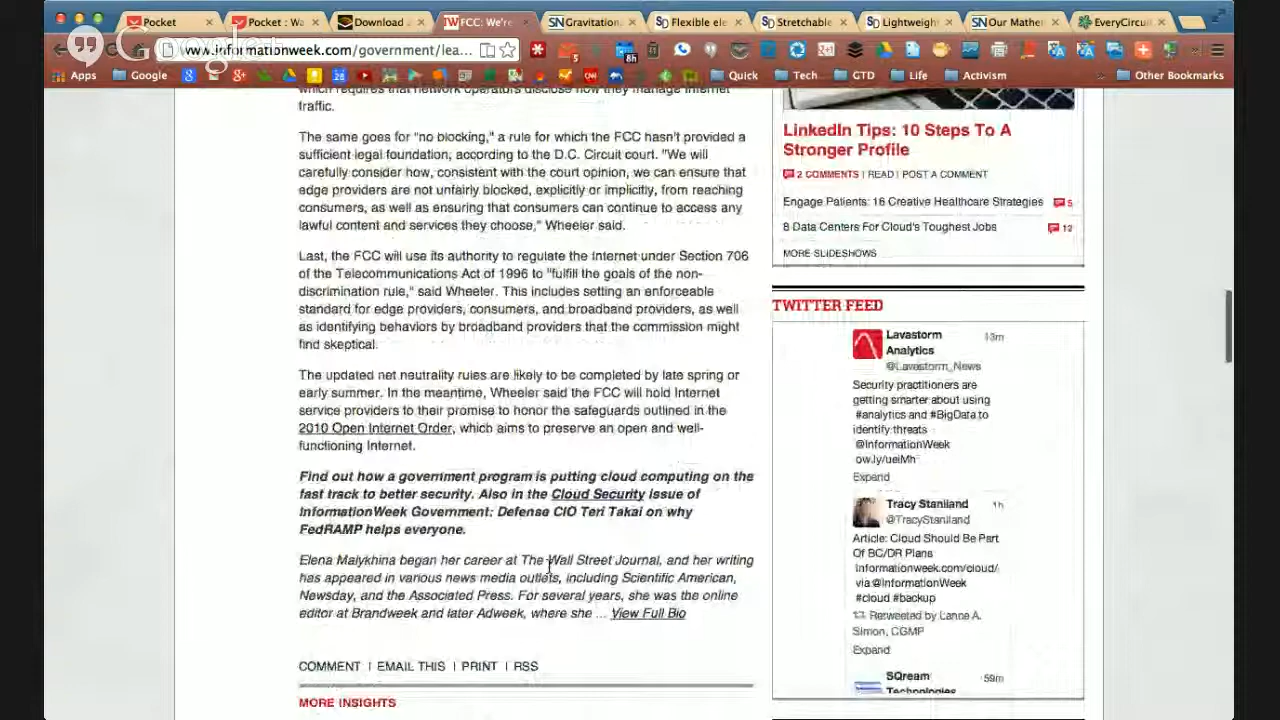 Pocket
Pocket : Wa
Download
FCC: We're
Gravitation
Flexible ele
Stretchable
Lightweigh
Our Mathe
EveryCircui
Google+
www.informationweek.com/government/lea...
Apps
Google
Quick
Tech
GTD
Life
Activism
Other Bookmarks
which requires that network operators disclose how they manage Internet
traffic.
The same goes for "no blocking," a rule for which the FCC hasn't provided a
sufficient legal foundation, according to the D.C. Circuit court. "We will
carefully consider how, consistent with the court opinion, we can ensure that
edge providers are not unfairly blocked, explicitly or implicitly, from reaching
consumers, as well as ensuring that consumers can continue to access any
lawful content and services they choose," Wheeler said.
Last, the FCC will use its authority to regulate the Internet under Section 706
of the Telecommunications Act of 1996 to "fulfill the goals of the non-
discrimination rule," said Wheeler. This includes setting an enforceable
standard for edge providers, consumers, and broadband providers, as well
as identifying behaviors by broadband providers that the commission might
find skeptical.
The updated net neutrality rules are likely to be completed by late spring or
early summer. In the meantime, Wheeler said the FCC will hold Internet
service providers to their promise to honor the safeguards outlined in the
2010 Open Internet Order, which aims to preserve an open and well-
functioning Internet.
Find out how a government program is putting cloud computing on the
fast track to better security. Also in the Cloud Security issue of
InformationWeek Government: Defense CIO Teri Takai on why
FedRAMP helps everyone.
Elena Malykhina began her career at The Wall Street Journal, and her writing
has appeared in various news media outlets, including Scientific American,
Newsday, and the Associated Press. For several years, she was the online
editor at Brandweek and later Adweek, where she ... View Full Bio
COMMENT | EMAIL THIS | PRINT | RSS
MORE INSIGHTS
LinkedIn Tips: 10 Steps To A
Stronger Profile
2 COMMENTS | READ | POST A COMMENT
Engage Patients: 16 Creative Healthcare Strategies 5
8 Data Centers For Cloud's Toughest Jobs 12
MORE SLIDESHOWS
TWITTER FEED
Lavastorm 13m
Analytics
@Lavastorm_News
Security practitioners are
getting smarter about using
#analytics and #BigData to
identify threats
@InformationWeek
ow.ly/ueiMh
Expand
Tracy Staniland 1h
@TracyStaniland
Article: Cloud Should Be Part
Of BC/DR Plans
informationweek.com/cloud/
via @InformationWeek
#cloud #backup
Retweeted by Lanne A.
Simon, CGMP
Expand
SQream 59m
Technologies